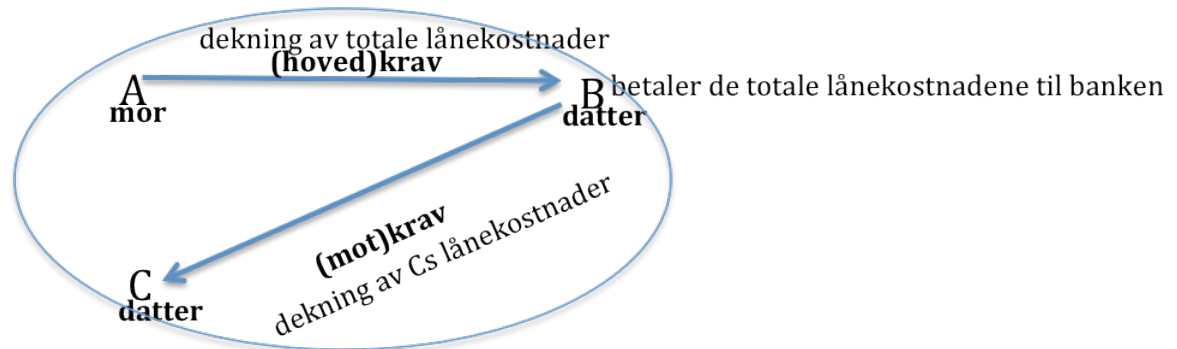 dekning av totale lånekostnader
(hoved)krav
A
mor
B betaler de totale lånekostnadene til banken
datter
(mot)krav
dekning av Cs lånekostnader
C
datter